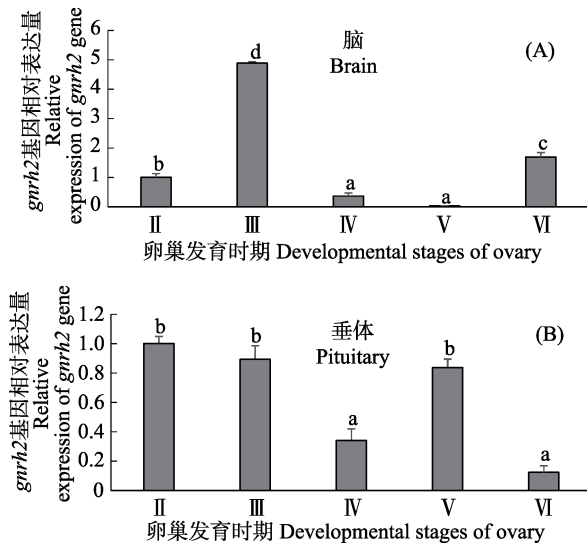 gnrh2基因相对表达量
Relative
expression of gnrh2 gene
脑
Brain
(A)
6
5
4
3
2
1
0
b
d
a
a
c
Ⅱ Ⅲ Ⅳ Ⅴ Ⅵ
卵巢发育时期 Developmental stages of ovary
gnrh2基因相对表达量
Relative
expression of gnrh2 gene
垂体
Pituitary
(B)
1.2
1.0
0.8
0.6
0.4
0.2
0
b
b
a
b
a
Ⅱ Ⅲ Ⅳ Ⅴ Ⅵ
卵巢发育时期 Developmental stages of ovary